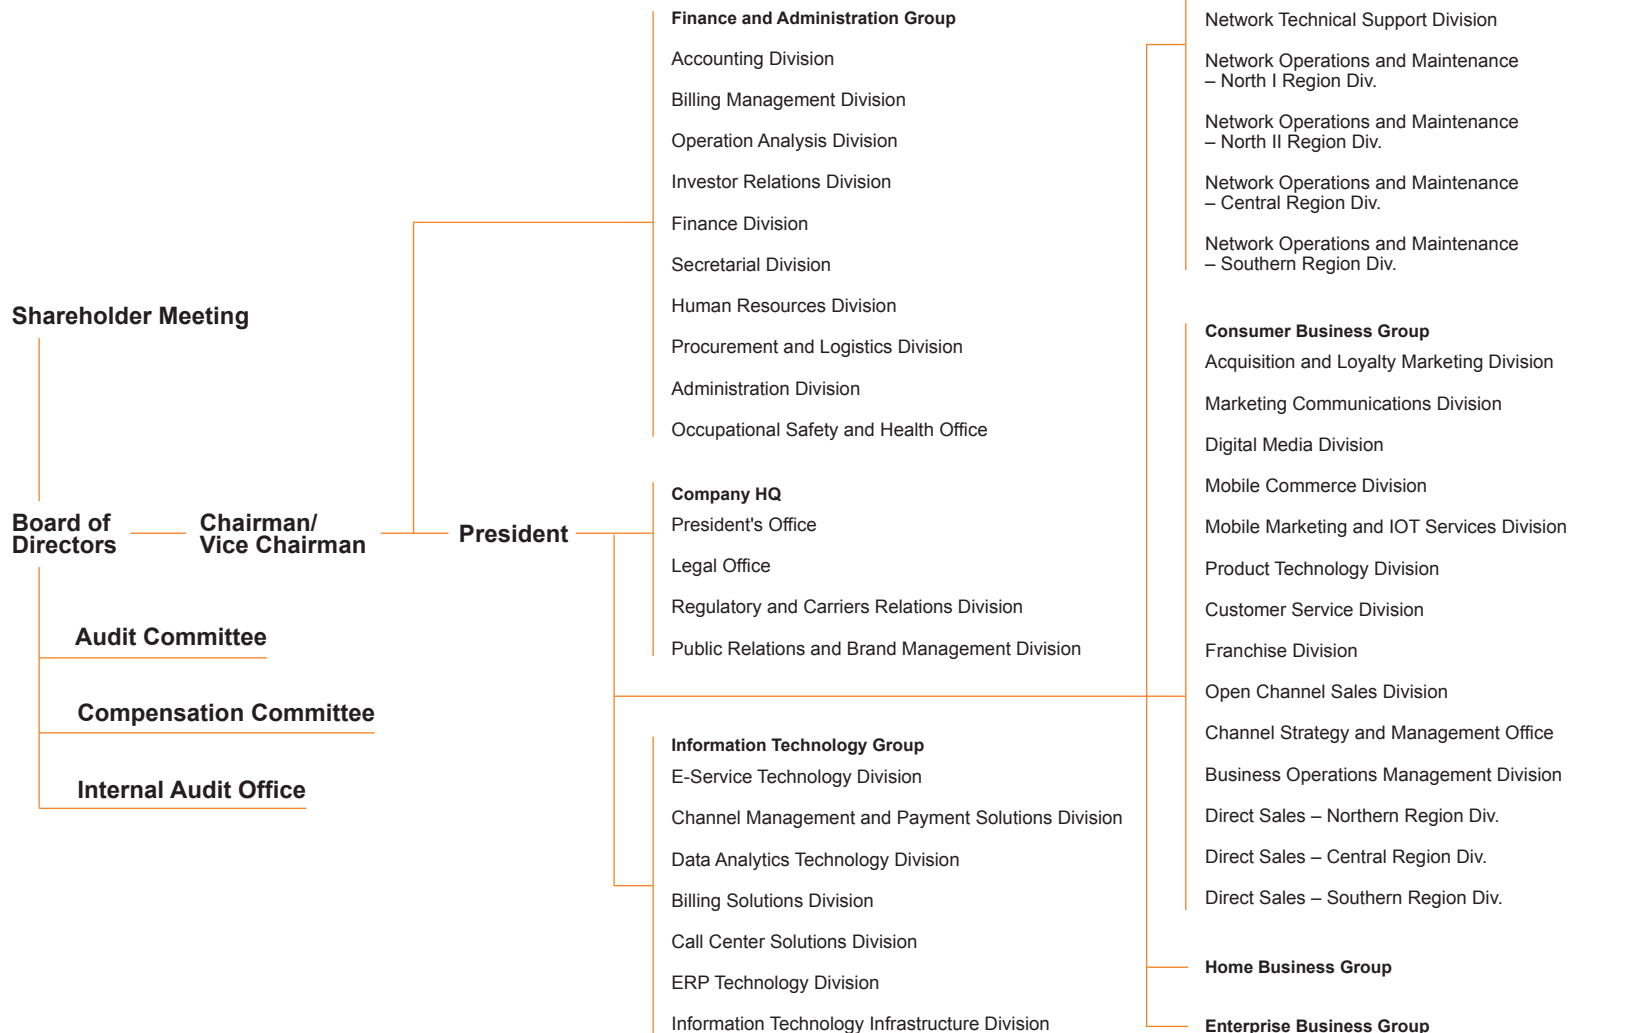 Shareholder Meeting
Board of
Directors
Chairman/
Vice Chairman
President
Audit Committee
Compensation Committee
Internal Audit Office
Finance and Administration Group
Accounting Division
Billing Management Division
Operation Analysis Division
Investor Relations Division
Finance Division
Secretarial Division
Human Resources Division
Procurement and Logistics Division
Administration Division
Occupational Safety and Health Office
Company HQ
President's Office
Legal Office
Regulatory and Carriers Relations Division
Public Relations and Brand Management Division
Information Technology Group
E-Service Technology Division
Channel Management and Payment Solutions Division
Data Analytics Technology Division
Billing Solutions Division
Call Center Solutions Division
ERP Technology Division
Information Technology Infrastructure Division
Network Technical Support Division
Network Operations and Maintenance
– North I Region Div.
Network Operations and Maintenance
– North II Region Div.
Network Operations and Maintenance
– Central Region Div.
Network Operations and Maintenance
– Southern Region Div.
Consumer Business Group
Acquisition and Loyalty Marketing Division
Marketing Communications Division
Digital Media Division
Mobile Commerce Division
Mobile Marketing and IOT Services Division
Product Technology Division
Customer Service Division
Franchise Division
Open Channel Sales Division
Channel Strategy and Management Office
Business Operations Management Division
Direct Sales – Northern Region Div.
Direct Sales – Central Region Div.
Direct Sales – Southern Region Div.
Home Business Group
Enterprise Business Group